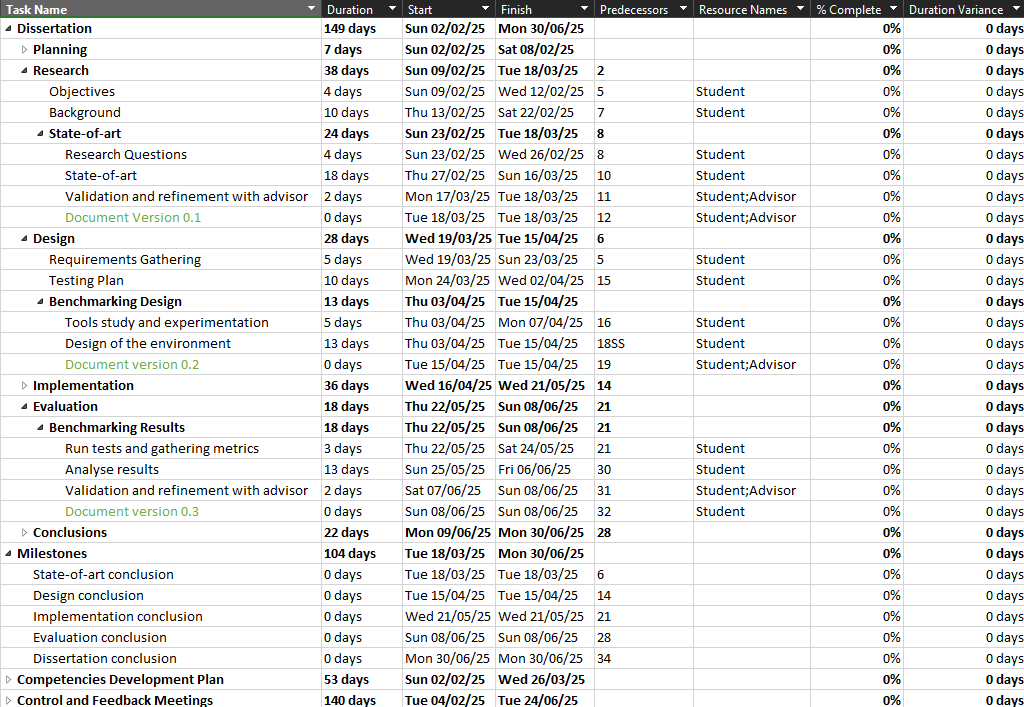 Task Name Duration Start Finish Predecessors Resource Names % Complete Duration Variance
Dissertation 149 days Sun 02/02/25 Mon 30/06/25 0% 0 days
Planning 7 days Sun 02/02/25 Sat 08/02/25 0% 0 days
Research 38 days Sun 09/02/25 Tue 18/03/25 2 0% 0 days
Objectives 4 days Sun 09/02/25 Wed 12/02/25 5 Student 0% 0 days
Background 10 days Thu 13/02/25 Sat 22/02/25 7 Student 0% 0 days
State-of-art 24 days Sun 23/02/25 Tue 18/03/25 8 0% 0 days
Research Questions 4 days Sun 23/02/25 Wed 26/02/25 8 Student 0% 0 days
State-of-art 18 days Thu 27/02/25 Sun 16/03/25 10 Student 0% 0 days
Validation and refinement with advisor 2 days Mon 17/03/25 Tue 18/03/25 11 Student;Advisor 0% 0 days
Document Version 0.1 0 days Tue 18/03/25 Tue 18/03/25 12 Student;Advisor 0% 0 days
Design 28 days Wed 19/03/25 Tue 15/04/25 6 0% 0 days
Requirements Gathering 5 days Wed 19/03/25 Sun 23/03/25 5 Student 0% 0 days
Testing Plan 10 days Mon 24/03/25 Wed 02/04/25 15 Student 0% 0 days
Benchmarking Design 13 days Thu 03/04/25 Tue 15/04/25 0% 0 days
Tools study and experimentation 5 days Thu 03/04/25 Mon 07/04/25 16 Student 0% 0 days
Design of the environment 13 days Thu 03/04/25 Tue 15/04/25 18SS Student 0% 0 days
Document version 0.2 0 days Tue 15/04/25 Tue 15/04/25 19 Student;Advisor 0% 0 days
Implementation 36 days Wed 16/04/25 Wed 21/05/25 14 0% 0 days
Evaluation 18 days Thu 22/05/25 Sun 08/06/25 21 0% 0 days
Benchmarking Results 18 days Thu 22/05/25 Sun 08/06/25 21 0% 0 days
Run tests and gathering metrics 3 days Thu 22/05/25 Sat 24/05/25 21 Student 0% 0 days
Analyse results 13 days Sun 25/05/25 Fri 06/06/25 30 Student 0% 0 days
Validation and refinement with advisor 2 days Sat 07/06/25 Sun 08/06/25 31 Student;Advisor 0% 0 days
Document version 0.3 0 days Sun 08/06/25 Sun 08/06/25 32 Student 0% 0 days
Conclusions 22 days Mon 09/06/25 Mon 30/06/25 28 0% 0 days
Milestones 104 days Tue 18/03/25 Mon 30/06/25 0% 0 days
State-of-art conclusion 0 days Tue 18/03/25 Tue 18/03/25 6 0% 0 days
Design conclusion 0 days Tue 15/04/25 Tue 15/04/25 14 0% 0 days
Implementation conclusion 0 days Wed 21/05/25 Wed 21/05/25 21 0% 0 days
Evaluation conclusion 0 days Sun 08/06/25 Sun 08/06/25 28 0% 0 days
Dissertation conclusion 0 days Mon 30/06/25 Mon 30/06/25 34 0% 0 days
Competencies Development Plan 53 days Sun 02/02/25 Wed 26/03/25 0% 0 days
Control and Feedback Meetings 140 days Tue 04/02/25 Tue 24/06/25 0% 0 days